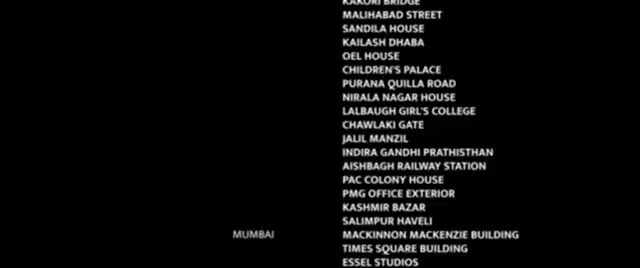 KAKORI BRIDGE
MALIHABAD STREET
SANDILA HOUSE
KAILASH DHABA
OEL HOUSE
CHILDREN'S PALACE
PURANA QUILLA ROAD
NIRALA NAGAR HOUSE
LALBAUGH GIRL'S COLLEGE
CHAWLAKI GATE
JALIL MANZIL
INDIRA GANDHI PRATHISTHAN
AISHBAGH RAILWAY STATION
PAC COLONY HOUSE
PMG OFFICE EXTERIOR
KASHMIR BAZAR
SALIMPUR HAVELI
MUMBAI MACKINNON MACKENZIE BUILDING
TIMES SQUARE BUILDING
ESSEL STUDIOS